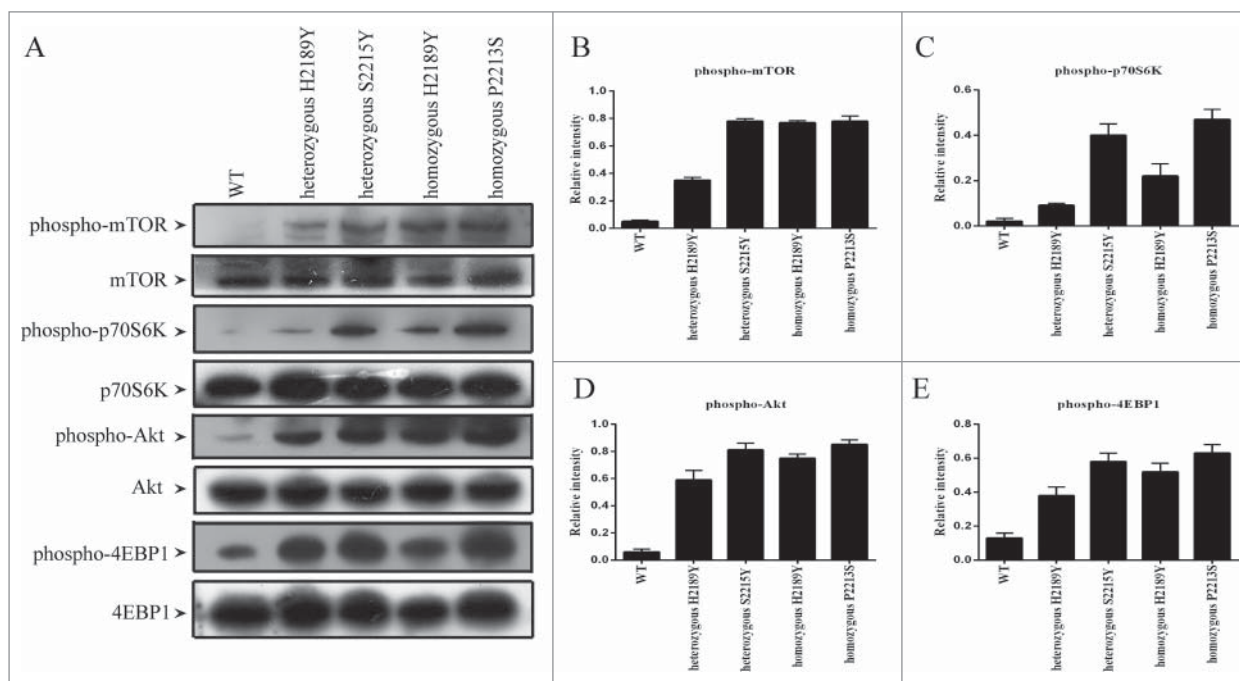 A
WT
heterozygous H2189Y
heterozygous S2215Y
homozygous H2189Y
homozygous P2213S
phospho-mTOR
mTOR
phospho-p70S6K
p70S6K
phospho-Akt
Akt
phospho-4EBP1
4EBP1
B
phospho-mTOR
Relative intensity
1.0
0.8
0.6
0.4
0.2
0.0
WT
heterozygous H2189Y
heterozygous S2215Y
homozygous H2189Y
homozygous P2213S
C
phospho-p70S6K
Relative intensity
0.6
0.4
0.2
0.0
WT
heterozygous H2189Y
heterozygous S2215Y
homozygous H2189Y
homozygous P2213S
D
phospho-Akt
Relative intensity
1.0
0.8
0.6
0.4
0.2
0.0
WT
heterozygous H2189Y
heterozygous S2215Y
homozygous H2189Y
homozygous P2213S
E
phospho-4EBP1
Relative intensity
0.8
0.6
0.4
0.2
0.0
WT
heterozygous H2189Y
heterozygous S2215Y
homozygous H2189Y
homozygous P2213S